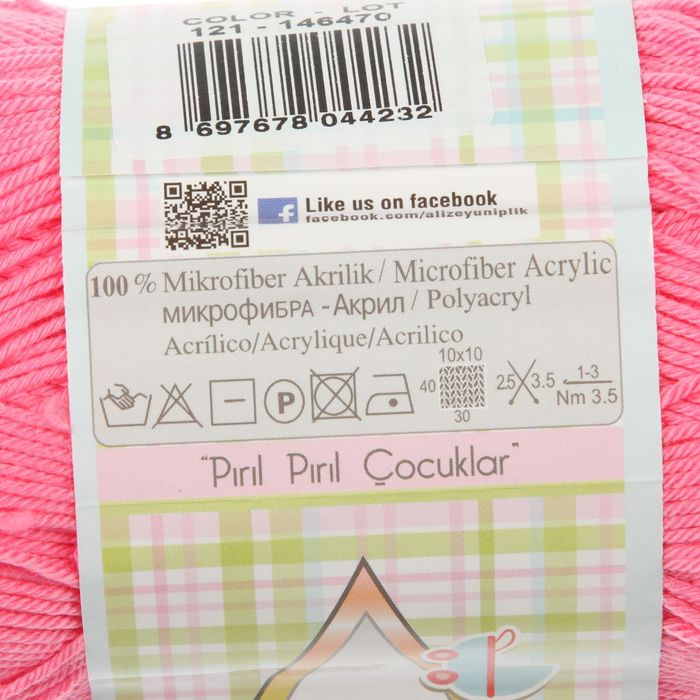 COLOR - LOT
121 - 146470
8 697678 044232
Like us on facebook
facebook.com/alizeyuniplik
100 % Mikrofiber Akrilik / Microfiber Acrylic
МИКРОФИБРА - Акрил / Polyacryl
Acrílico/Acrylique/Acrilico
P
10x10
40
30
2.5 3.5
1-3
Nm 3.5
"Pırıl Pırıl Çocuklar"